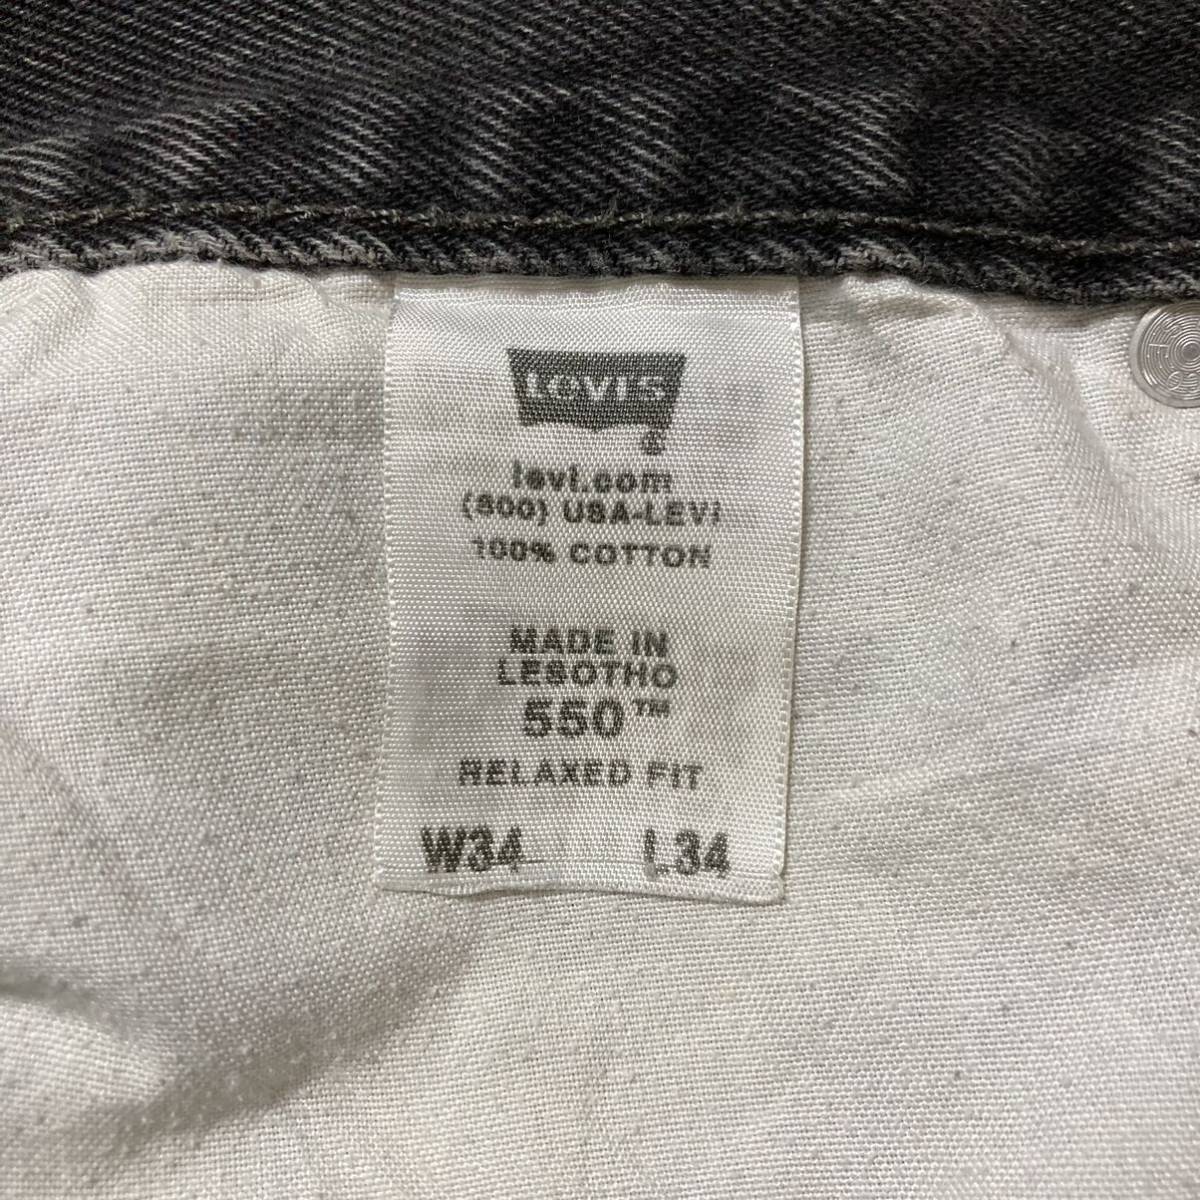 LEVI'S
®
levi.com
(800) USA-LEVI
100% COTTON
MADE IN
LESOTHO
550™
RELAXED FIT
W34 L34